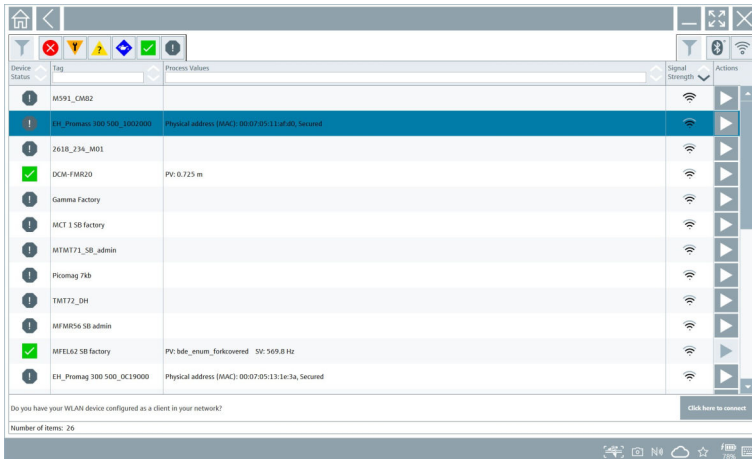 Device
Status
Tag
Process Values
Signal
Strength
Actions
M591_CM82
EH_Promass 300 500_1002000 Physical address (MAC): 00:07:05:11:af:d0, Secured
2618_234_M01
DCM-FMR20 PV: 0.725 m
Gamma Factory
MCT 1 SB factory
MTMT71_SB_admin
Picomag 7kb
TMT72_DH
MFMR56 SB admin
MFEL62 SB factory PV: bde_enum_forkcovered SV: 569.8 Hz
EH_Promag 300 500_0C19000 Physical address (MAC): 00:07:05:13:1e:3a, Secured
Do you have your WLAN device configured as a client in your network? Click here to connect
Number of items: 26
78%